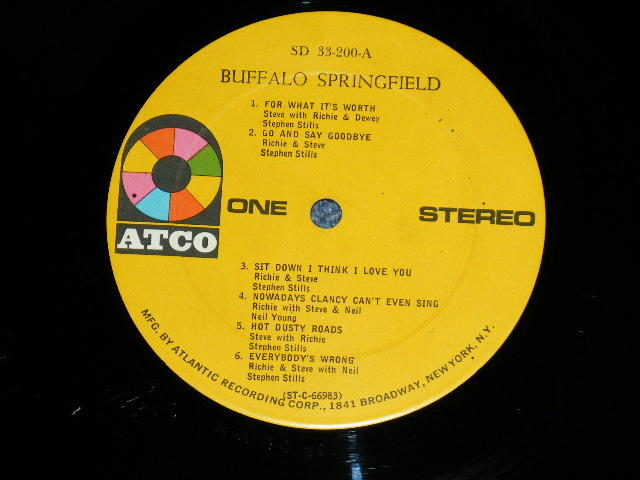 SD 33-200-A
BUFFALO SPRINGFIELD
1. FOR WHAT IT'S WORTH
Steve with Richie & Dewey
Stephen Stills
2. GO AND SAY GOODBYE
Richie & Steve
Stephen Stills
ATCO
ONE
STEREO
3. SIT DOWN I THINK I LOVE YOU
Richie & Steve
Stephen Stills
4. NOWADAYS CLANCY CAN'T EVEN SING
Richie with Steve & Neil
Neil Young
5. HOT DUSTY ROADS
Steve with Richie
Stephen Stills
6. EVERYBODY'S WRONG
Richie & Steve with Neil
Stephen Stills
(ST-C-66983)
MFG. BY ATLANTIC RECORDING CORP., 1841 BROADWAY, NEW YORK, N.Y.